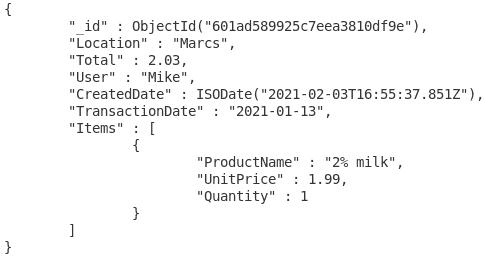 {
        "_id" : ObjectId("601ad589925c7eea3810df9e"),
        "Location" : "Marcs",
        "Total" : 2.03,
        "User" : "Mike",
        "CreatedDate" : ISODate("2021-02-03T16:55:37.851Z"),
        "TransactionDate" : "2021-01-13",
        "Items" : [
                {
                        "ProductName" : "2% milk",
                        "UnitPrice" : 1.99,
                        "Quantity" : 1
                }
        ]
}